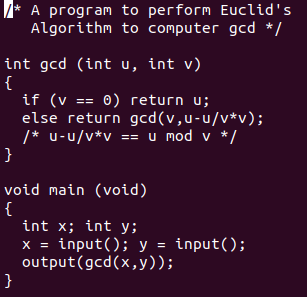 /* A program to perform Euclid's
   Algorithm to computer gcd */

int gcd (int u, int v)
{
  if (v == 0) return u;
  else return gcd(v,u-u/v*v);
  /* u-u/v*v == u mod v */
}

void main (void)
{
  int x; int y;
  x = input(); y = input();
  output(gcd(x,y));
}